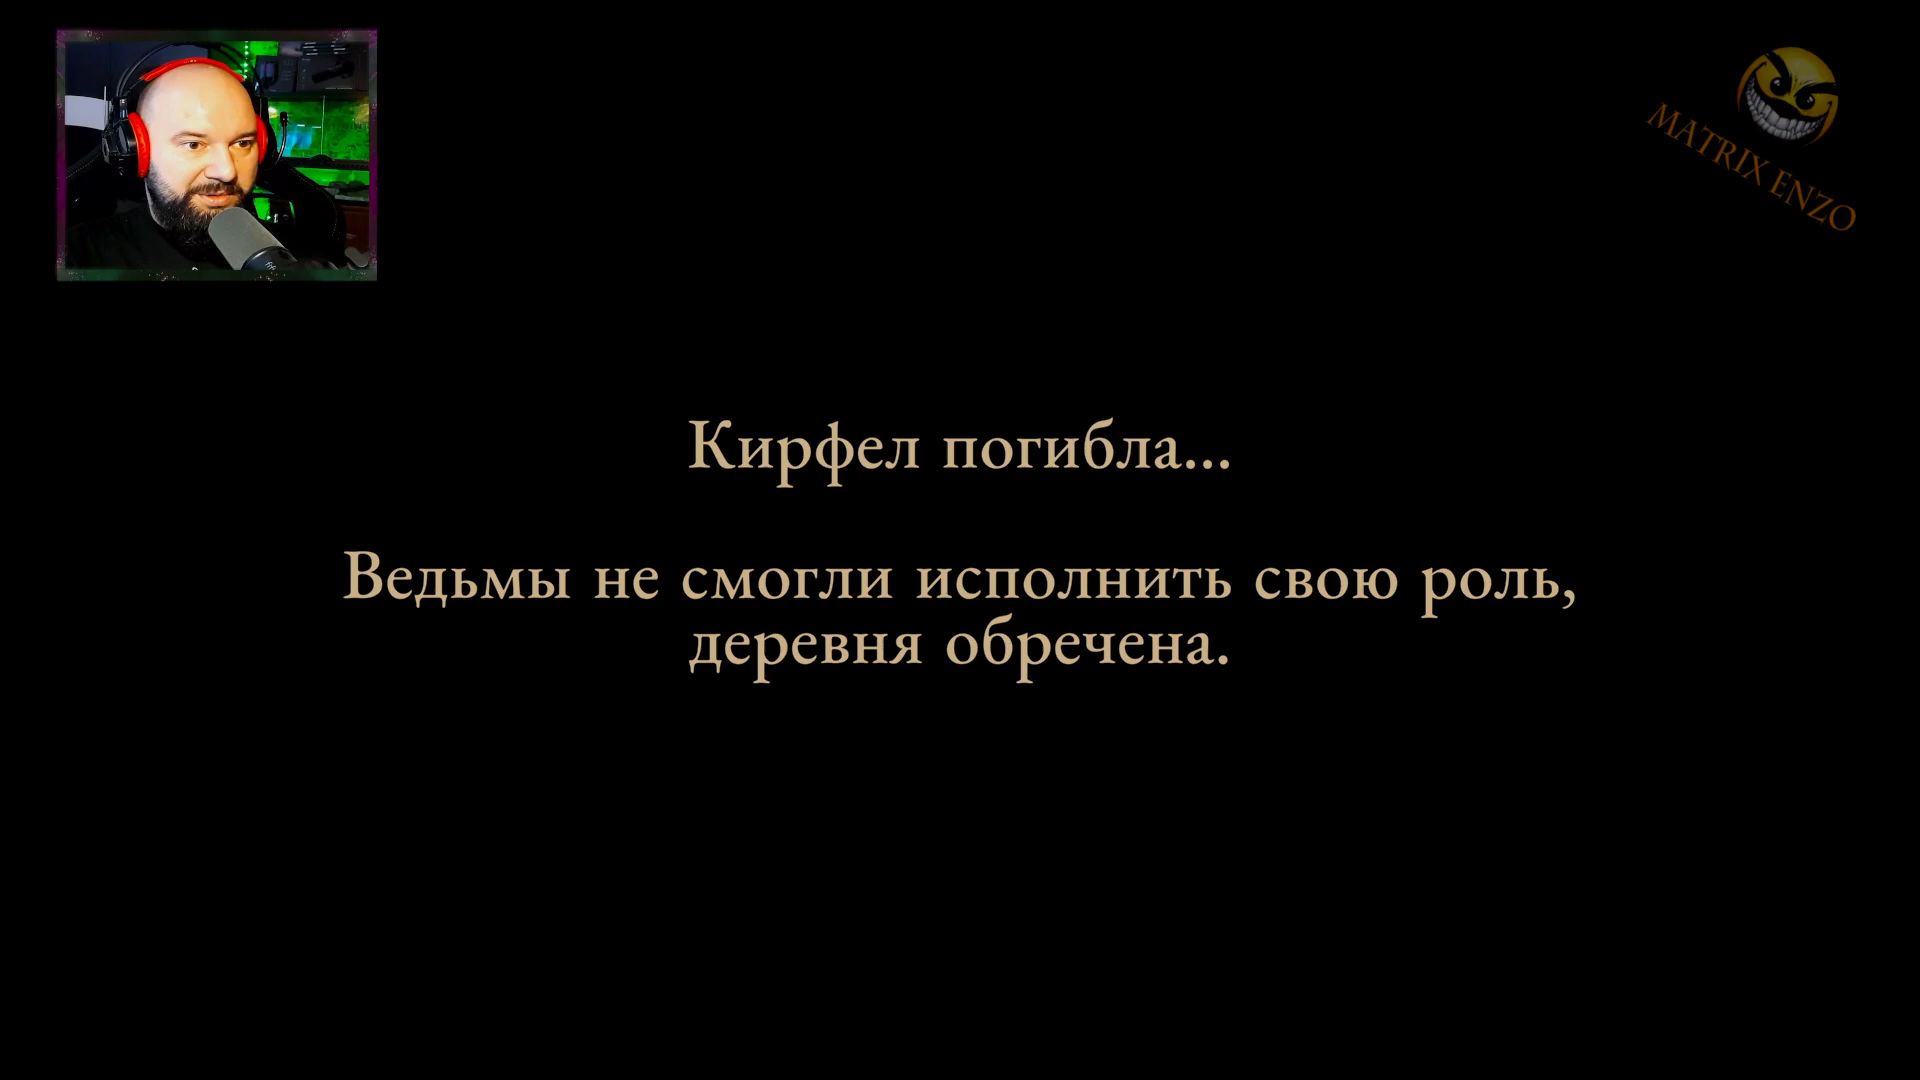 MATRIX ENZO
Кирфел погибла...
Ведьмы не смогли исполнить свою роль,
деревня обречена.